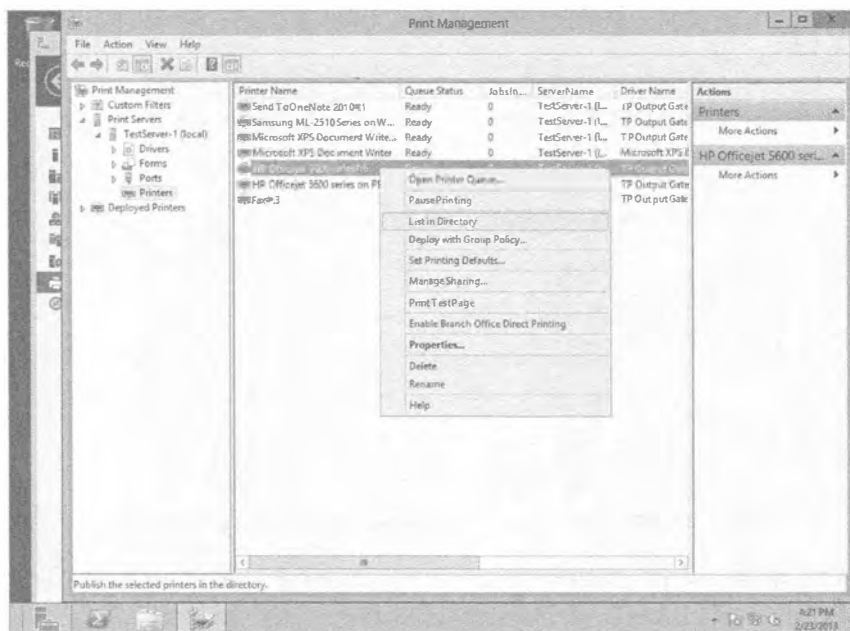 Print Management
File Action View Help
Print Management
Custom Filters
Print Servers
TestServer-1 (local)
Drivers
Forms
Ports
Printers
Deployed Printers
Printer Name Queue Status Jobs In... Server Name Driver Name
Send To OneNote 2010 Ready 0 TestServer-1 (L... TP Output Gate
Samsung ML-2510 Series on W... Ready 0 TestServer-1 (L... TP Output Gate
Microsoft XPS Document Write... Ready 0 TestServer-1 (L... TP Output Gate
Microsoft XPS Document Writer Ready 0 TestServer-1 (L... Microsoft XPS
HP Officejet 5600 series on TP Output Gate
Fax TP Output Gate
Open Printer Queue...
Pause Printing
List in Directory
Deploy with Group Policy...
Set Printing Defaults...
Manage Sharing...
Print Test Page
Enable Branch Office Direct Printing
Properties...
Delete
Rename
Help
Actions
Printers
More Actions
HP Officejet 5600 seri...
More Actions
Publish the selected printers in the directory.
4:21 PM
2/23/2013